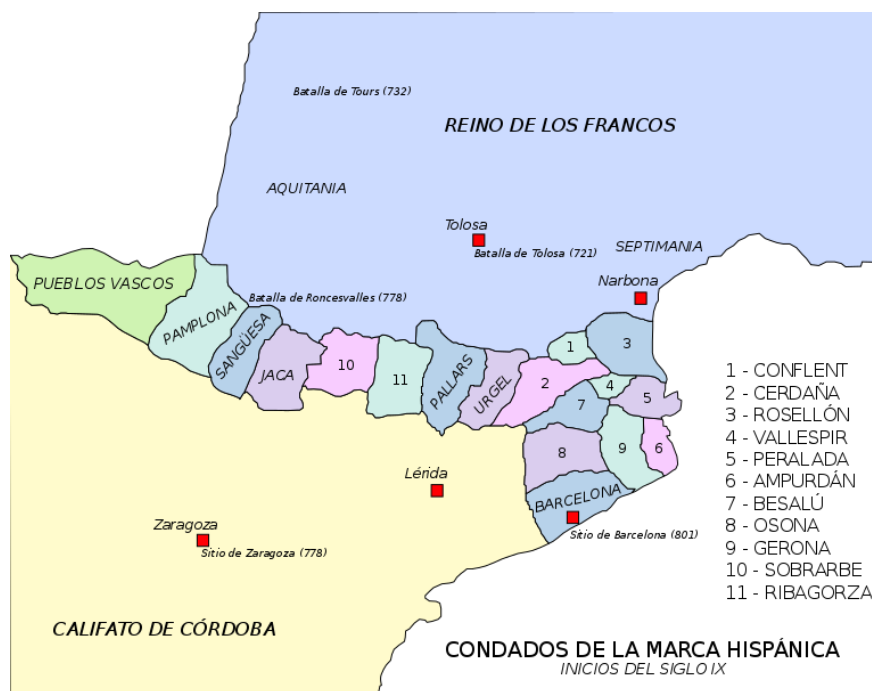 Batalla de Tours (732)
REINO DE LOS FRANCOS
AQUITANIA
Tolosa
Batalla de Tolosa (721)
SEPTIMANIA
Narbona
PUEBLOS VASCOS
PAMPLONA
Batalla de Roncesvalles (778)
SANGÜESA
JACA
10
11
PALLARS
URGEL
1
2
3
4
5
6
7
8
9
BARCELONA
Sitio de Barcelona (801)
Lérida
Zaragoza
Sitio de Zaragoza (778)
CALIFATO DE CÓRDOBA
1 - CONFLENT
2 - CERDAÑA
3 - ROSELLÓN
4 - VALLESPIR
5 - PERALADA
6 - AMPURDÁN
7 - BESALÚ
8 - OSONA
9 - GERONA
10 - SOBRARBE
11 - RIBAGORZA
CONDADOS DE LA MARCA HISPÁNICA
INICIOS DEL SIGLO IX